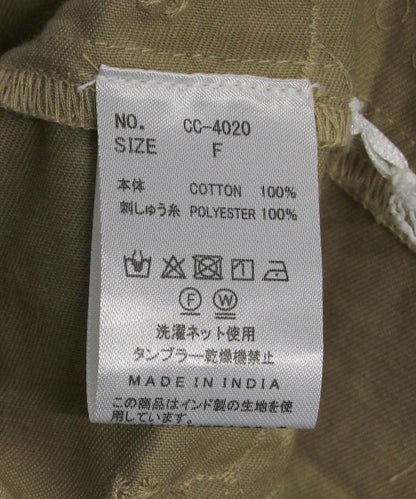 NO. CC-4020
SIZE F
本体 COTTON 100%
刺しゅう糸 POLYESTER 100%
F W
洗濯ネット使用
タンブラー乾燥機禁止
MADE IN INDIA
この商品はインド製の生地を使
用しています。